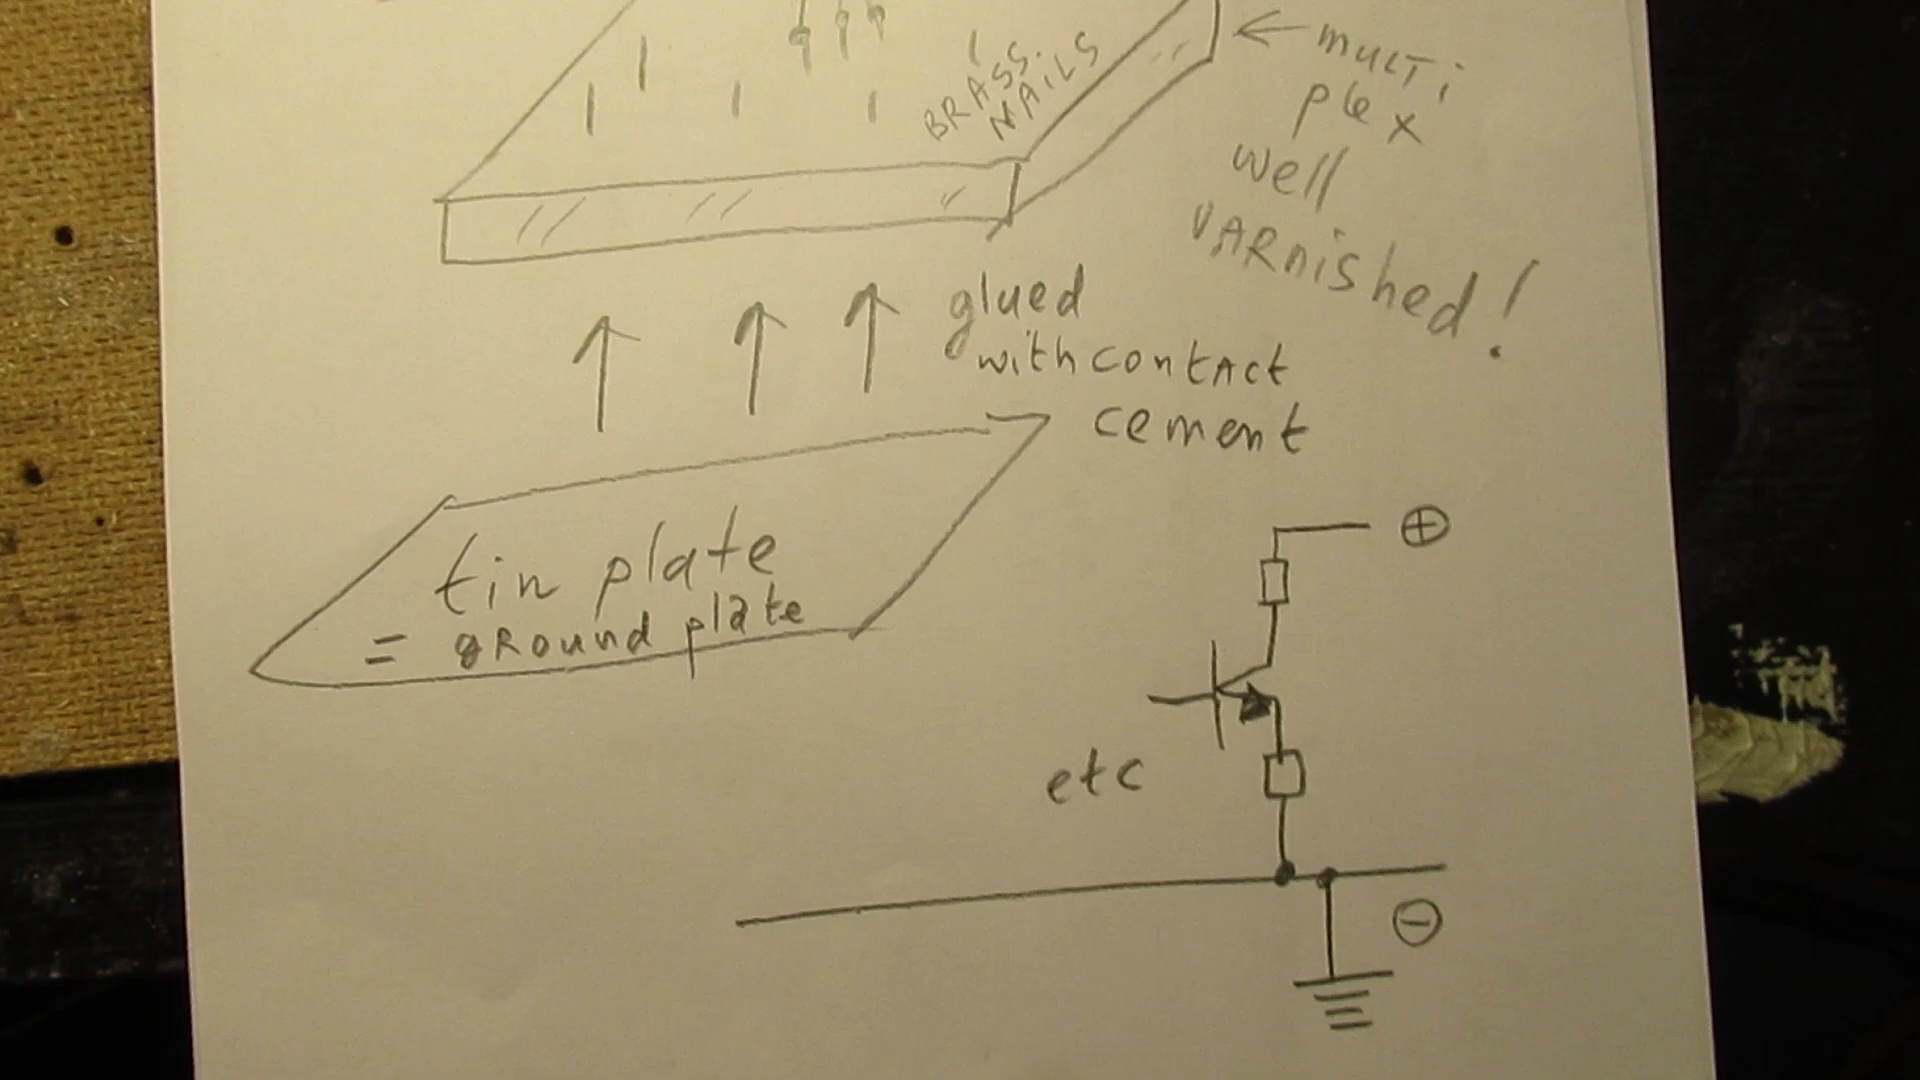 BRASS.
NAILS
multi
plex
well
VARnished!
glued
with contAct
cement
tin plate
= gRound plate
+
etc
−